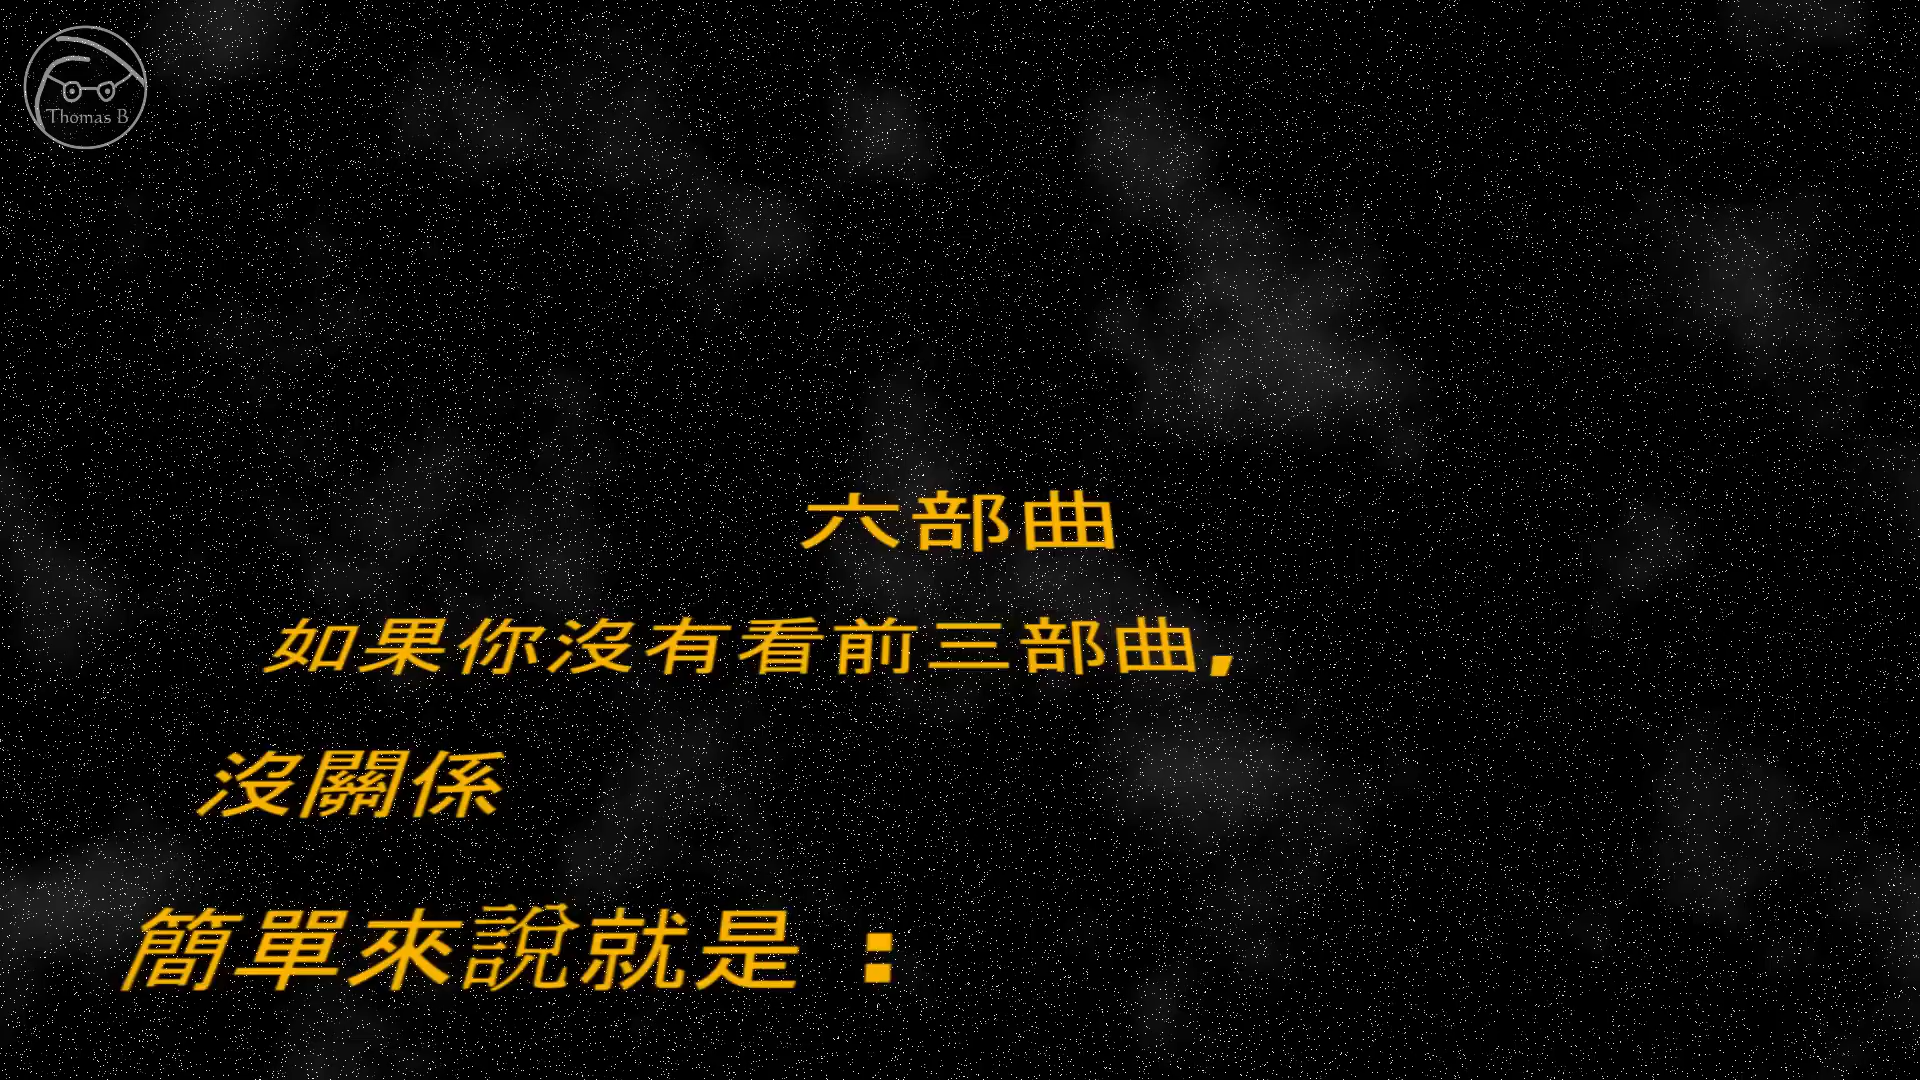 Thomas B
六部曲
如果你沒有看前三部曲,
沒關係
簡單來說就是：